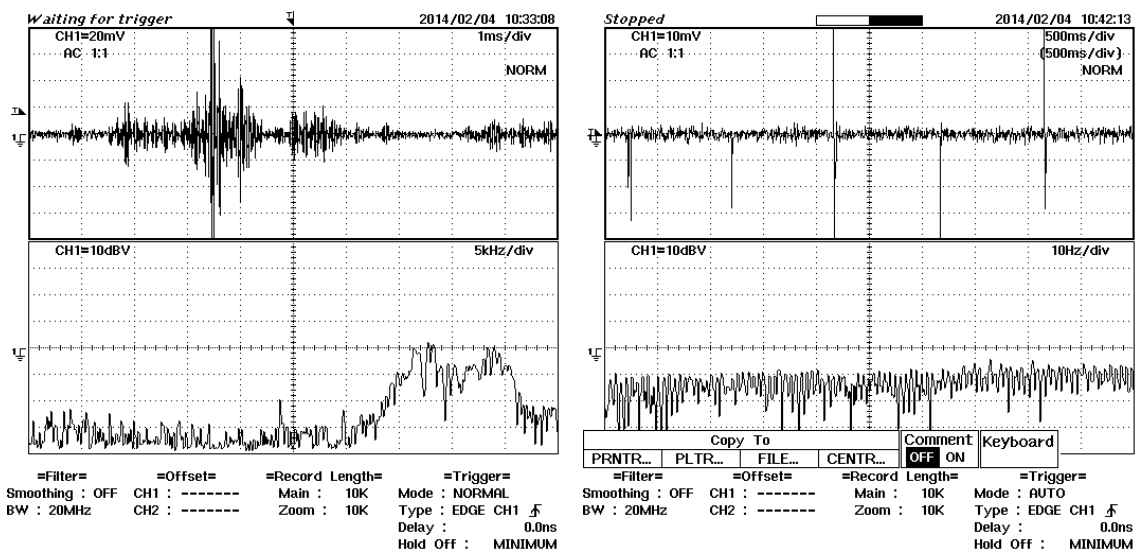 Waiting for trigger
2014/02/04 10:33:08
CH1=20mV
AC 1:1
1ms/div
NORM
CH1=10dBV
5kHz/div
=Filter=
=Offset=
=Record Length=
=Trigger=
Smoothing : OFF
CH1 : -------
Main : 10K
Mode : NORMAL
BW : 20MHz
CH2 : -------
Zoom : 10K
Type : EDGE CH1
Delay : 0.0ns
Hold Off : MINIMUM
Stopped
2014/02/04 10:42:13
CH1=10mV
AC 1:1
500ms/div
(500ms/div)
NORM
CH1=10dBV
10Hz/div
Copy To
Comment
Keyboard
PRNTR...
PLTR...
FILE...
CENTR...
OFF ON
=Filter=
=Offset=
=Record Length=
=Trigger=
Smoothing : OFF
CH1 : -------
Main : 10K
Mode : AUTO
BW : 20MHz
CH2 : -------
Zoom : 10K
Type : EDGE CH1
Delay : 0.0ns
Hold Off : MINIMUM